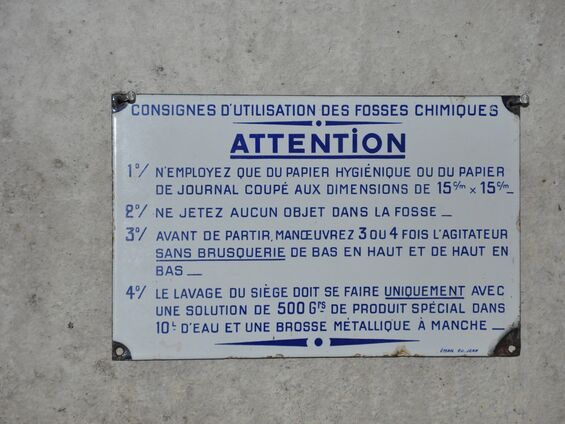 CONSIGNES D'UTILISATION DES FOSSES CHIMIQUES
ATTENTION
1°/ N'EMPLOYEZ QUE DU PAPIER HYGIÉNIQUE OU DU PAPIER
DE JOURNAL COUPÉ AUX DIMENSIONS DE 15c/m x 15c/m_
2°/ NE JETEZ AUCUN OBJET DANS LA FOSSE _
3°/ AVANT DE PARTIR, MANŒUVREZ 3 OU 4 FOIS L'AGITATEUR
SANS BRUSQUERIE DE BAS EN HAUT ET DE HAUT EN
BAS _
4°/ LE LAVAGE DU SIÈGE DOIT SE FAIRE UNIQUEMENT AVEC
UNE SOLUTION DE 500 Grs DE PRODUIT SPÉCIAL DANS
10L D'EAU ET UNE BROSSE MÉTALLIQUE À MANCHE _
EMAIL ED. JEAN